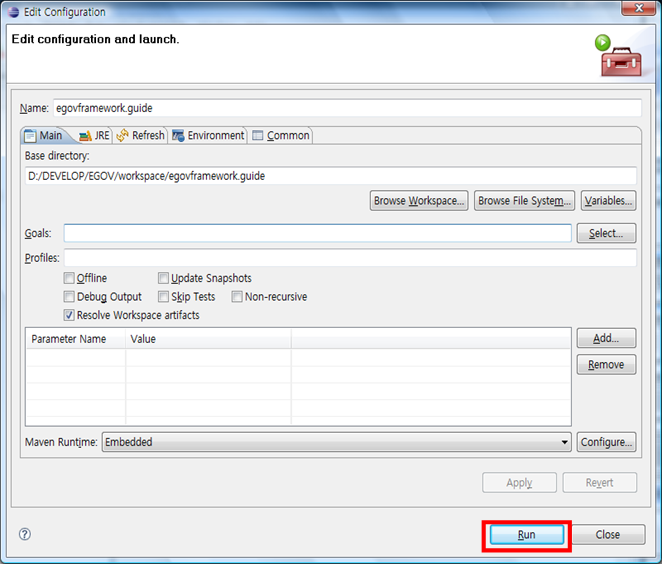 Edit Configuration
Edit configuration and launch.
Name: egovframework.guide
Main JRE Refresh Environment Common
Base directory:
D:/DEVELOP/EGOV/workspace/egovframework.guide
Browse Workspace... Browse File System... Variables...
Goals: Select...
Profiles:
Offline Update Snapshots
Debug Output Skip Tests Non-recursive
Resolve Workspace artifacts
Parameter Name Value Add...
Remove
Maven Runtime: Embedded Configure...
Apply Revert
? Run Close